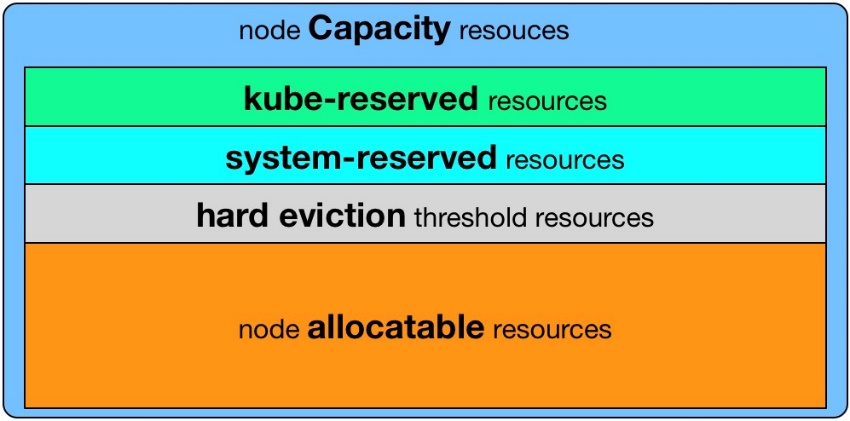 node Capacity resouces
kube-reserved resources
system-reserved resources
hard eviction threshold resources
node allocatable resources